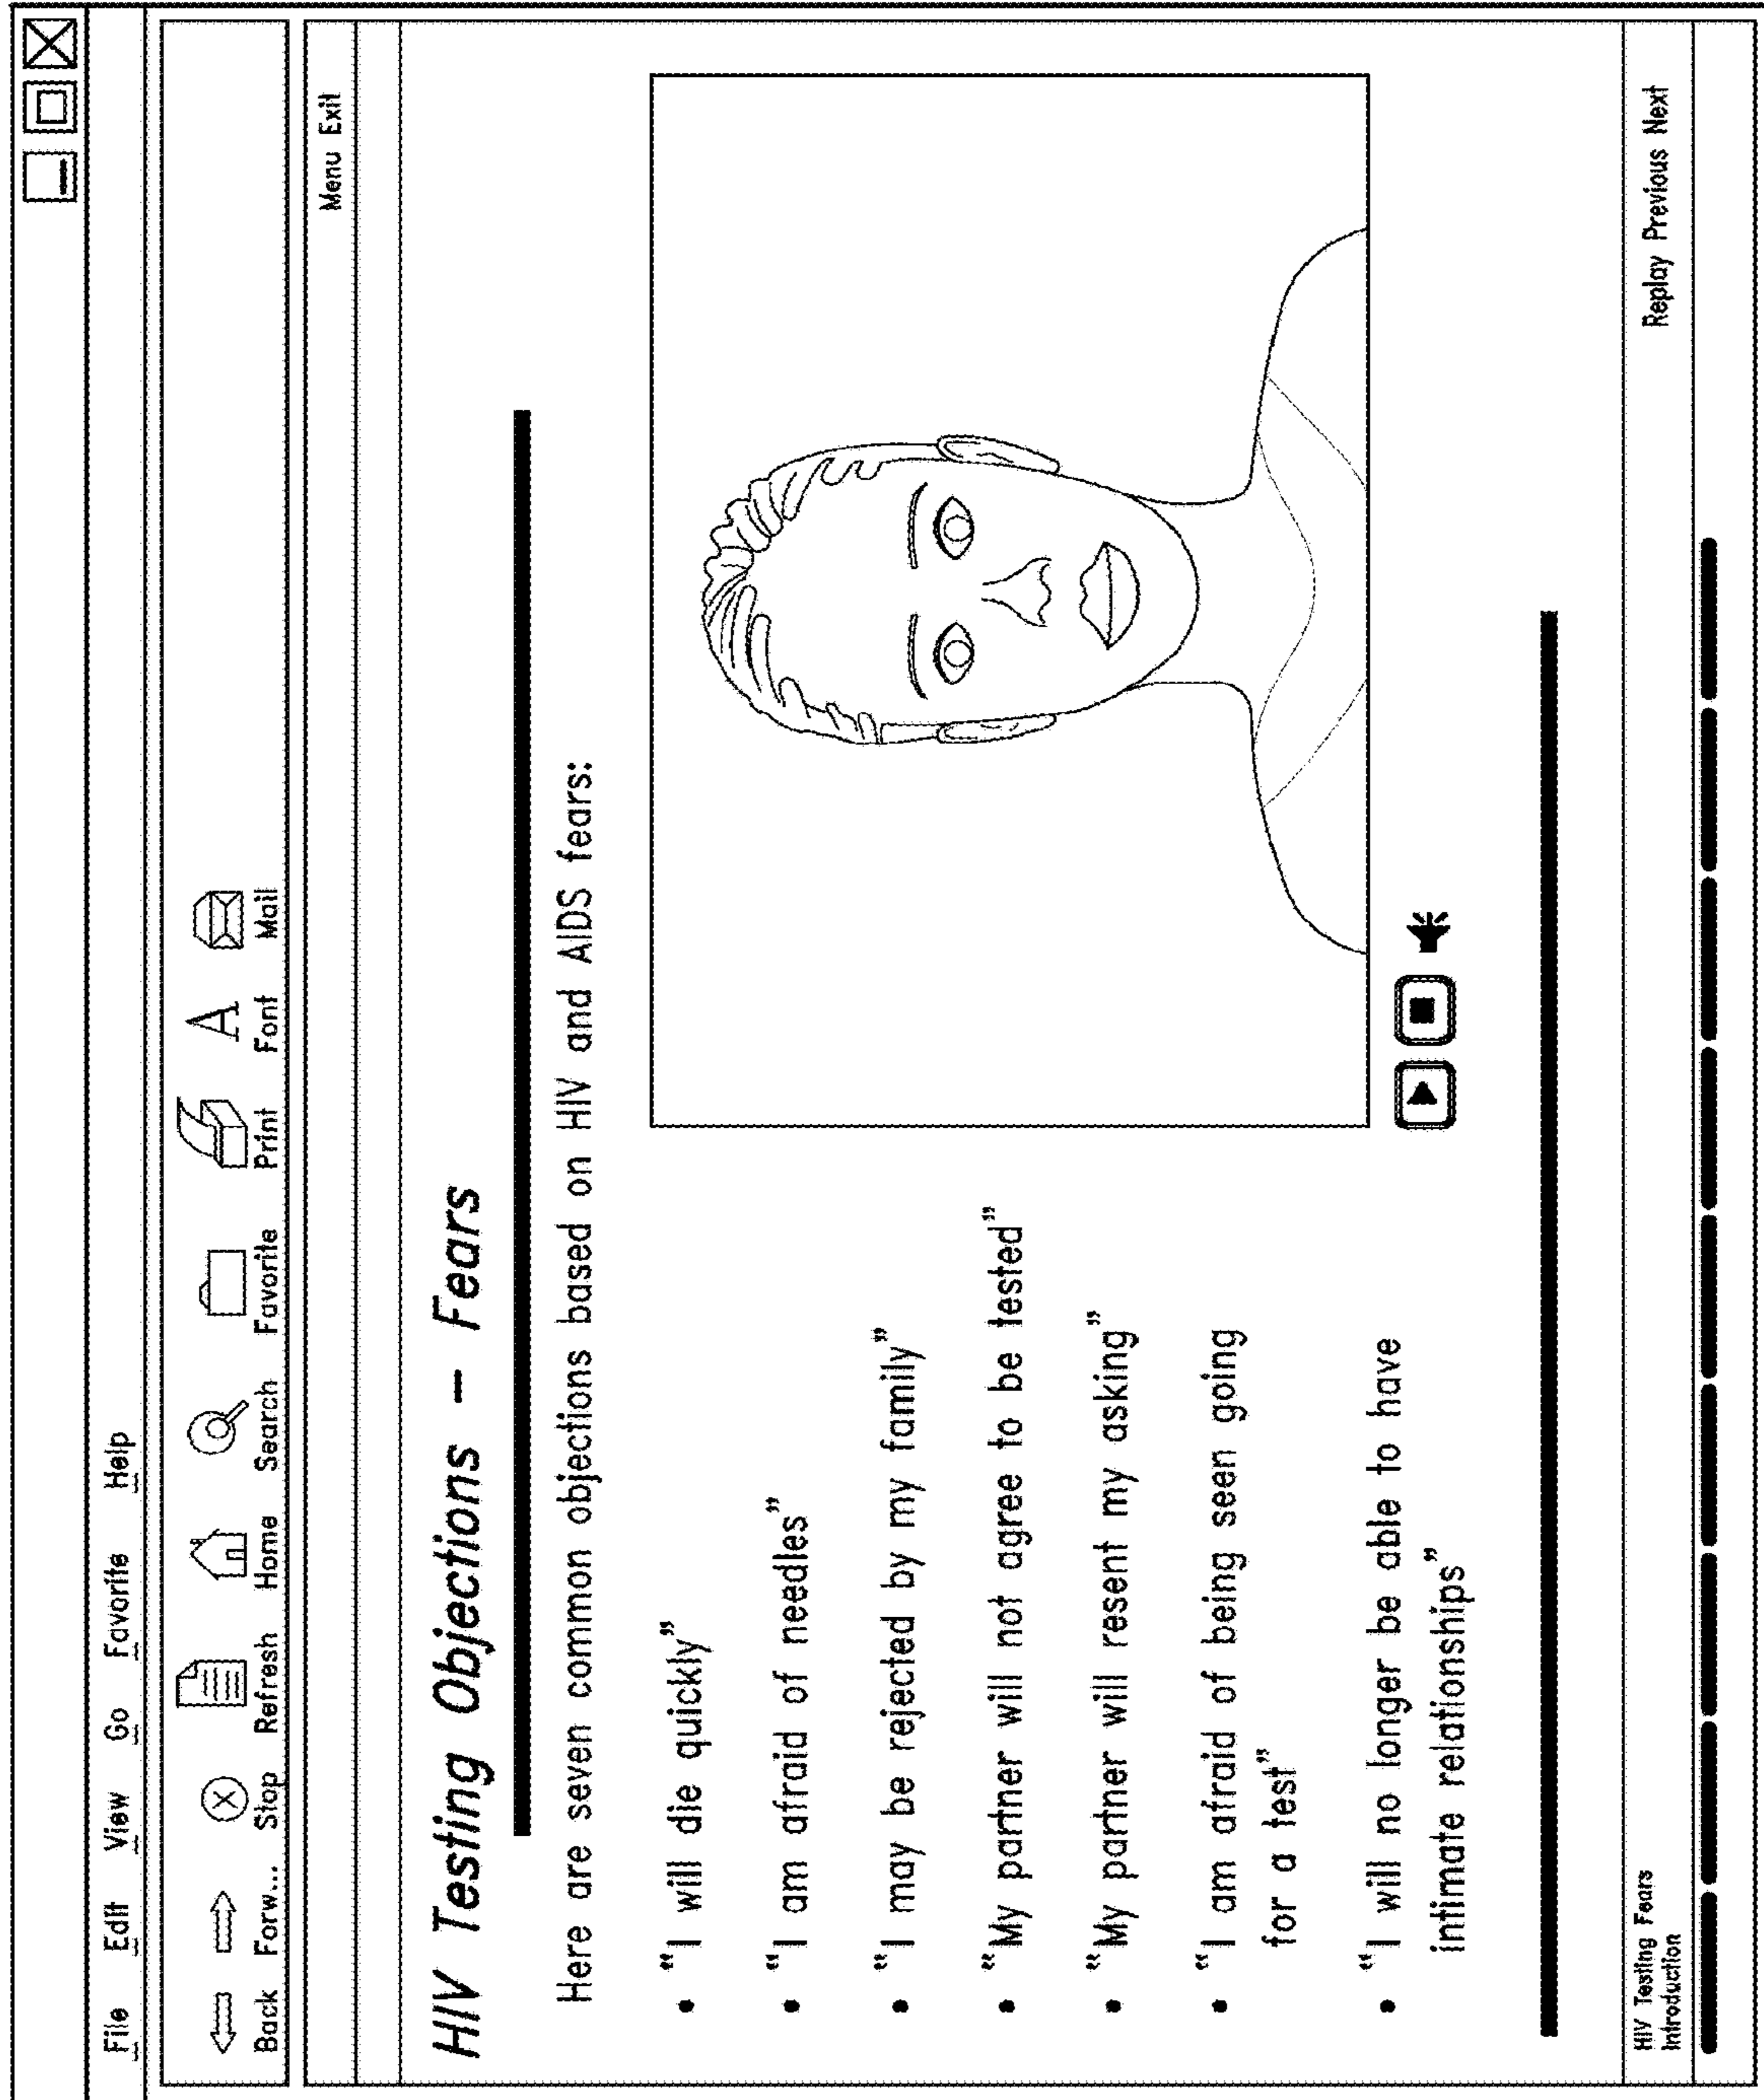 File Edit View Go Favorite Help
Back Forw... Stop Refresh Home Search Favorite Print Font Mail
Menu Exit
HIV Testing Objections – Fears
Here are seven common objections based on HIV and AIDS fears:
• “I will die quickly”
• “I am afraid of needles”
• “I may be rejected by my family”
• “My partner will not agree to be tested”
• “My partner will resent my asking”
• “I am afraid of being seen going
for a test”
• “I will no longer be able to have
intimate relationships”
HIV Testing Fears
Introduction
Replay Previous Next